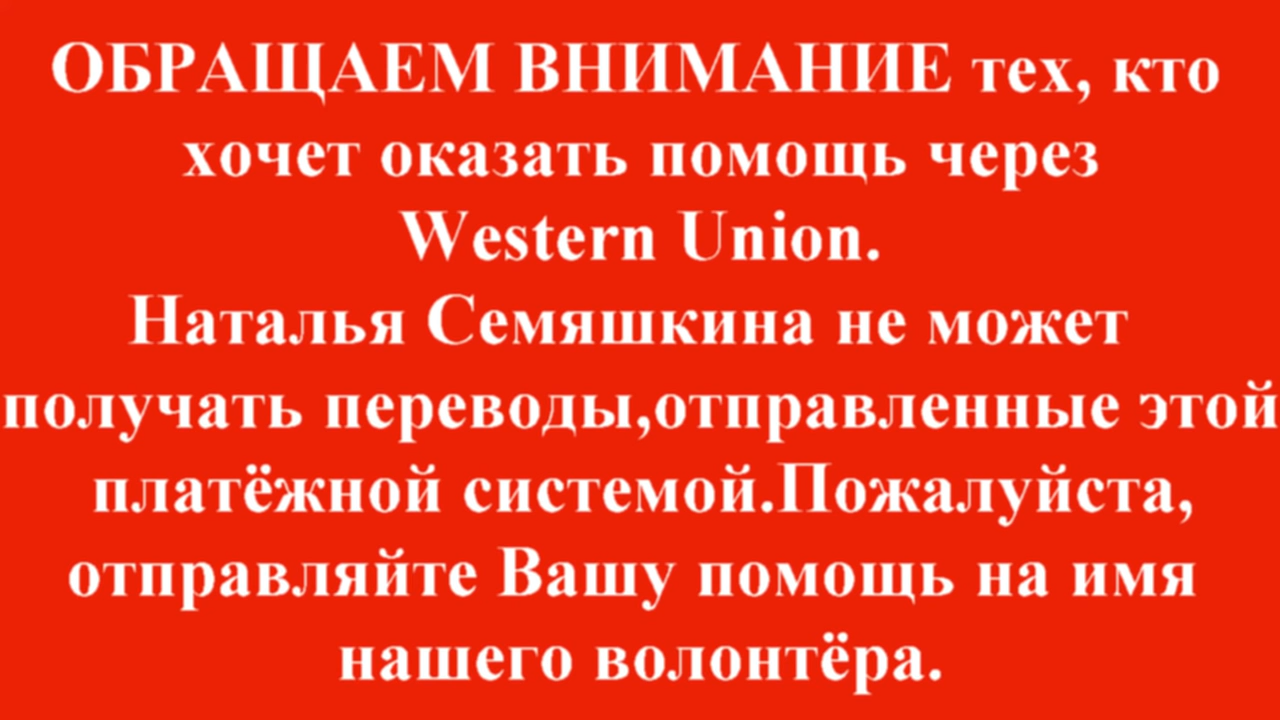 ОБРАЩАЕМ ВНИМАНИЕ тех, кто
хочет оказать помощь через
Western Union.
Наталья Семяшкина не может
получать переводы,отправленные этой
платёжной системой.Пожалуйста,
отправляйте Вашу помощь на имя
нашего волонтёра.